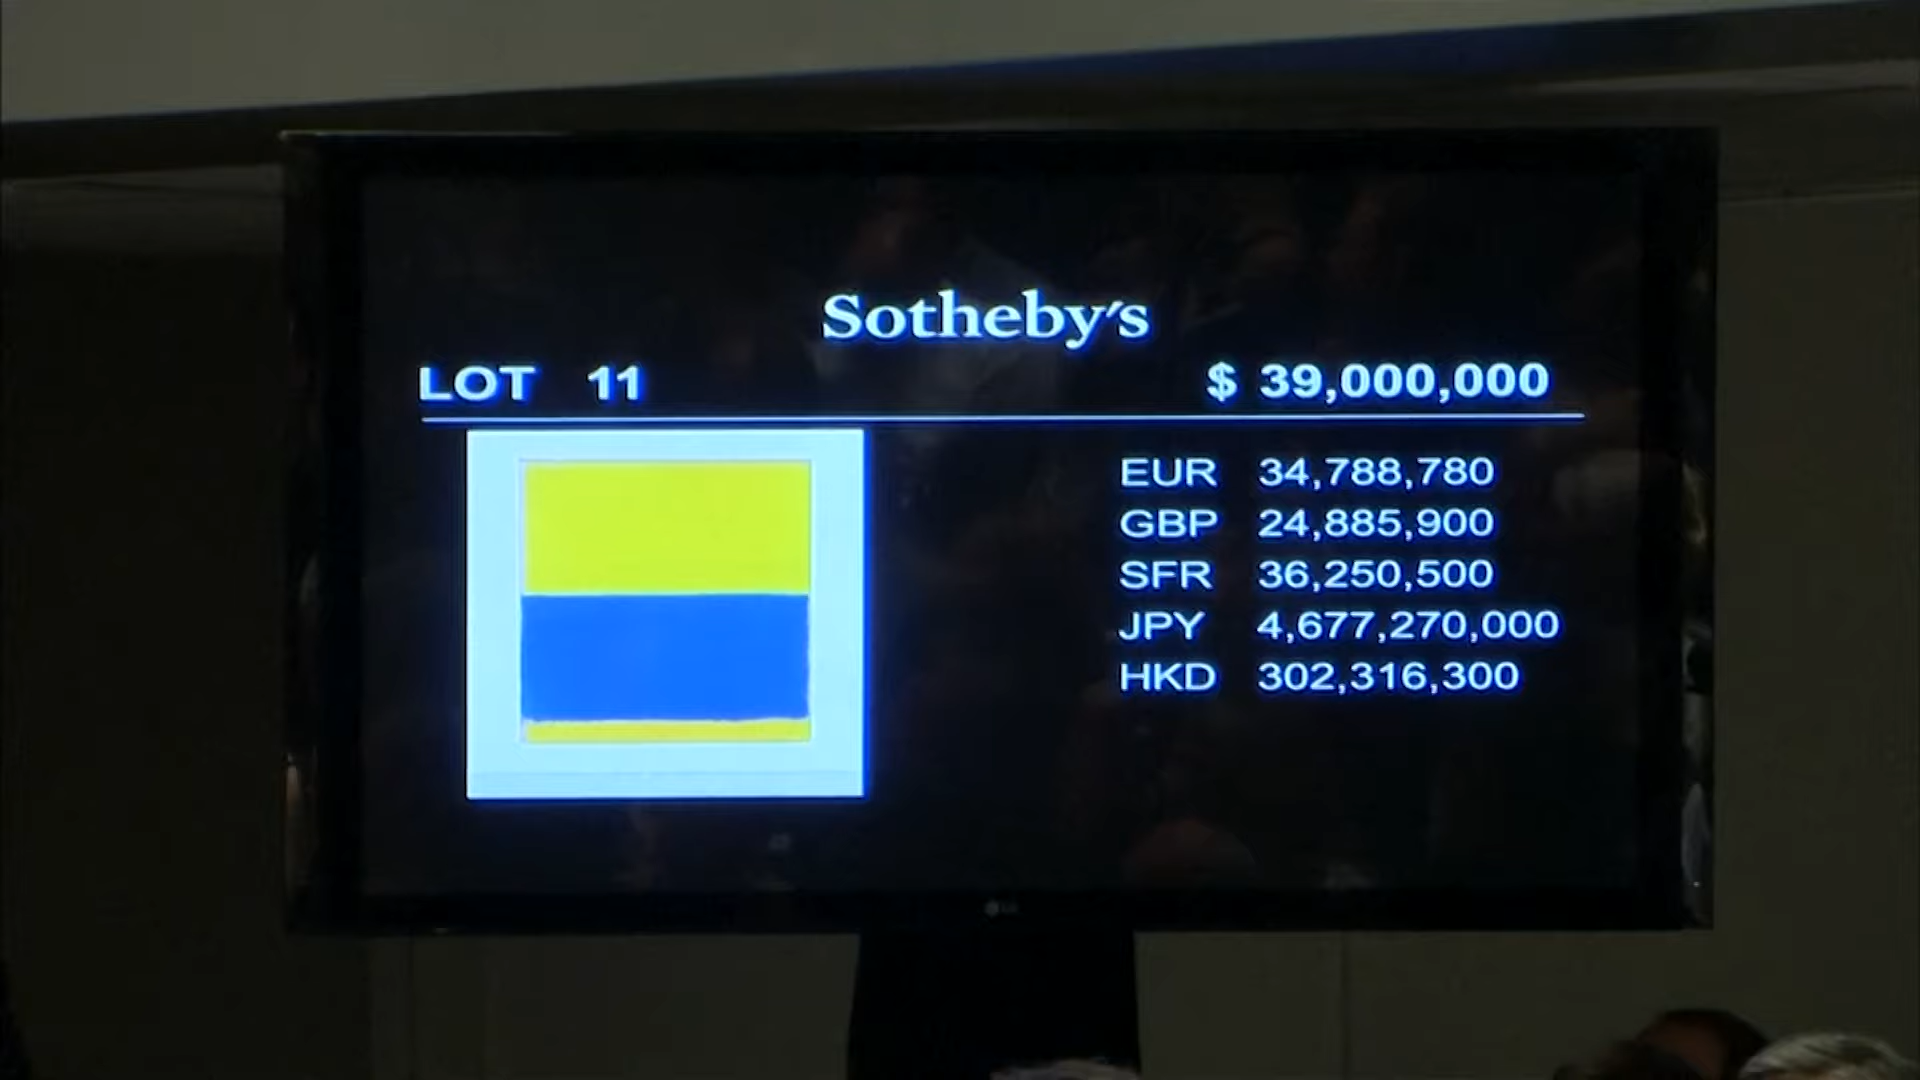 Sotheby's
LOT 11 $ 39,000,000
EUR 34,788,780
GBP 24,885,900
SFR 36,250,500
JPY 4,677,270,000
HKD 302,316,300
LG